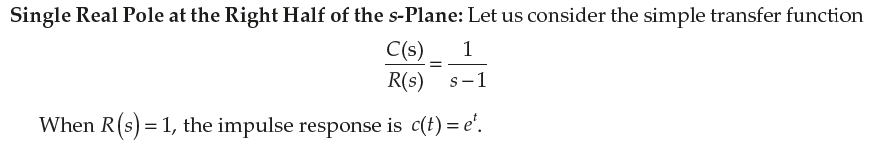 Single Real Pole at the Right Half of the s-Plane: Let us consider the simple transfer function
C(s)/R(s) = 1/(s−1)
When R(s) = 1, the impulse response is c(t) = eᵗ.